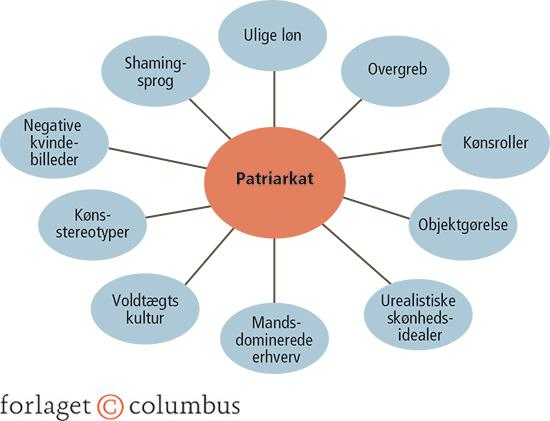 Ulige løn
Shaming-
sprog
Overgreb
Negative
kvinde-
billeder
Kønsroller
Patriarkat
Køns-
stereotyper
Objektgørelse
Voldtægts
kultur
Mands-
dominerede
erhverv
Urealistiske
skønheds-
idealer
forlaget © columbus